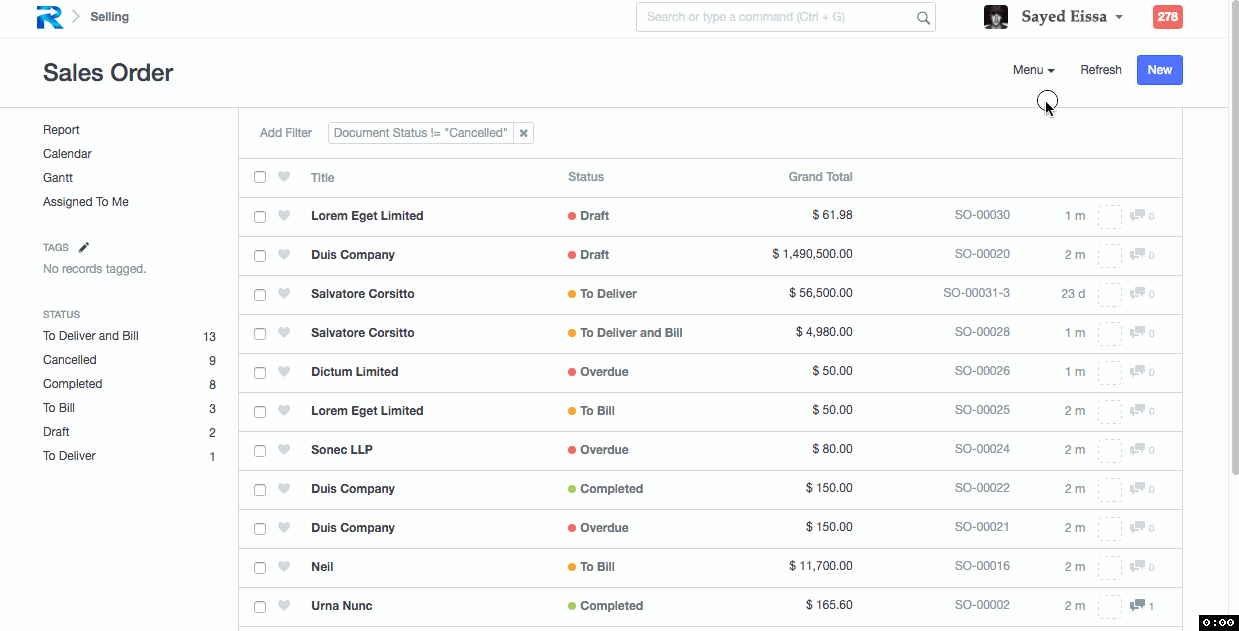 Selling
Search or type a command (Ctrl + G)
Sayed Eissa
278
Sales Order
Menu
Refresh
New
Report
Calendar
Gantt
Assigned To Me
TAGS
No records tagged.
STATUS
To Deliver and Bill 13
Cancelled 9
Completed 8
To Bill 3
Draft 2
To Deliver 1
Add Filter
Document Status != "Cancelled"
Title Status Grand Total
Lorem Eget Limited Draft $ 61.98 SO-00030 1 m 0
Duis Company Draft $ 1,490,500.00 SO-00020 2 m 0
Salvatore Corsitto To Deliver $ 56,500.00 SO-00031-3 23 d 0
Salvatore Corsitto To Deliver and Bill $ 4,980.00 SO-00028 1 m 0
Dictum Limited Overdue $ 50.00 SO-00026 1 m 0
Lorem Eget Limited To Bill $ 50.00 SO-00025 2 m 0
Sonec LLP Overdue $ 80.00 SO-00024 2 m 0
Duis Company Completed $ 150.00 SO-00022 2 m 0
Duis Company Overdue $ 150.00 SO-00021 2 m 0
Neil To Bill $ 11,700.00 SO-00016 2 m 0
Urna Nunc Completed $ 165.60 SO-00002 2 m 1
0:00